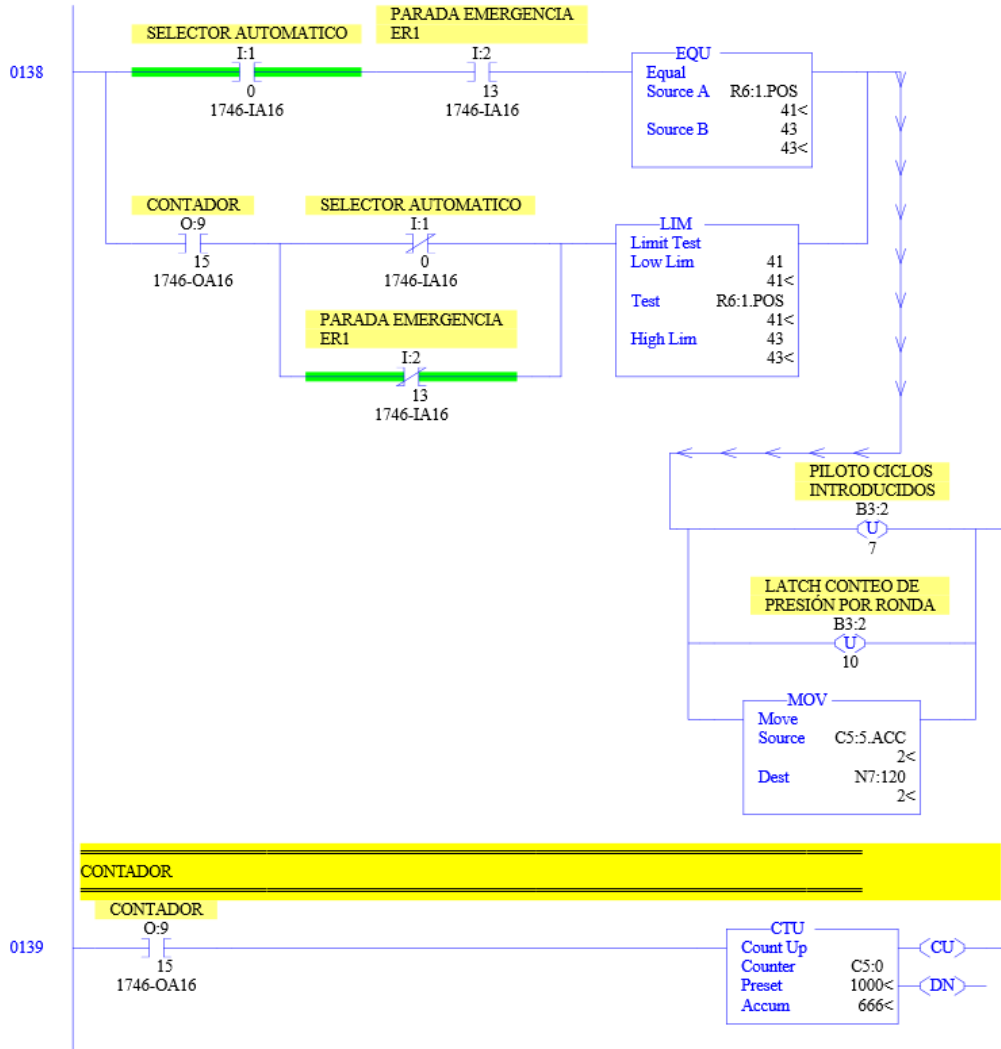 0138
SELECTOR AUTOMATICO
I:1
0
1746-IA16
PARADA EMERGENCIA
ER1
I:2
13
1746-IA16
EQU
Equal
Source A R6:1.POS
41<
Source B 43
43<
CONTADOR
O:9
15
1746-OA16
SELECTOR AUTOMATICO
I:1
0
1746-IA16
LIM
Limit Test
Low Lim 41
41<
Test R6:1.POS
41<
High Lim 43
43<
PARADA EMERGENCIA
ER1
I:2
13
1746-IA16
PILOTO CICLOS
INTRODUCIDOS
B3:2
U
7
LATCH CONTEO DE
PRESIÓN POR RONDA
B3:2
U
10
MOV
Move
Source C5:5.ACC
2<
Dest N7:120
2<
CONTADOR
0139
CONTADOR
O:9
15
1746-OA16
CTU
Count Up
Counter C5:0
Preset 1000<
Accum 666<
CU
DN